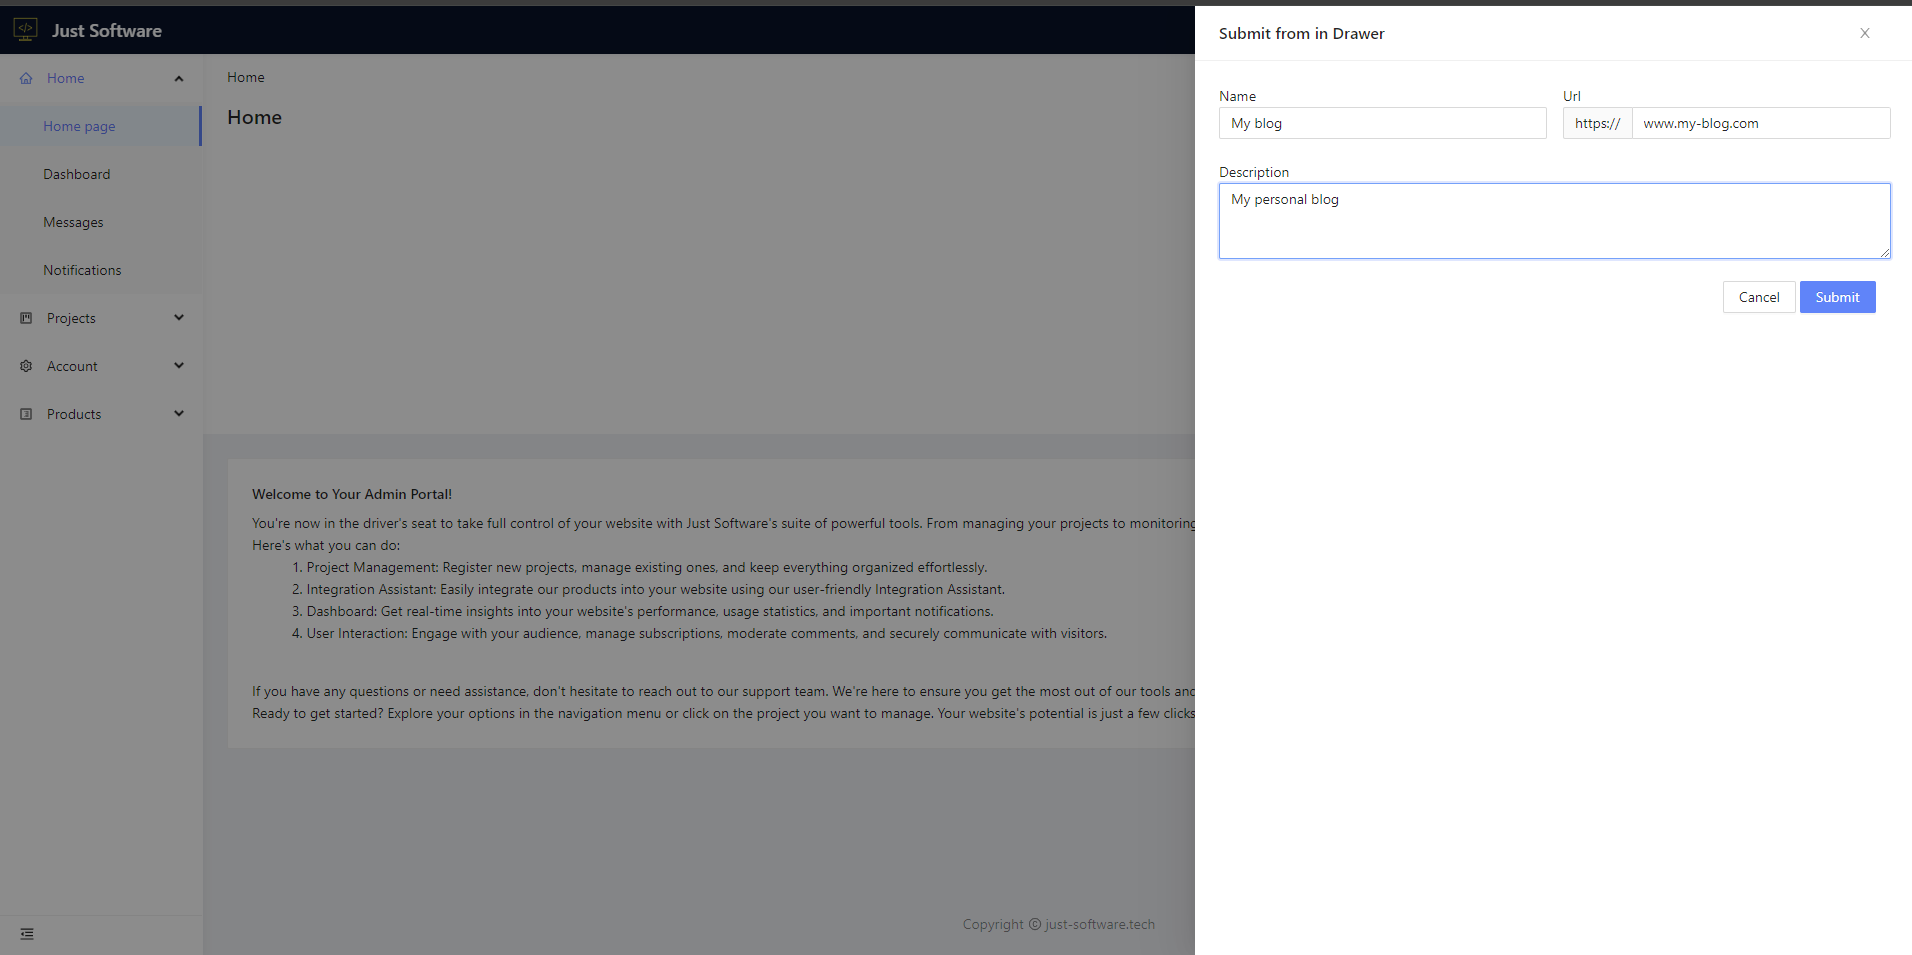 Just Software
Home
Home page
Dashboard
Messages
Notifications
Projects
Account
Products
Home
Home
Welcome to Your Admin Portal!
You're now in the driver's seat to take full control of your website with Just Software's suite of powerful tools. From managing your projects to monitoring
Here's what you can do:
1. Project Management: Register new projects, manage existing ones, and keep everything organized effortlessly.
2. Integration Assistant: Easily integrate our products into your website using our user-friendly Integration Assistant.
3. Dashboard: Get real-time insights into your website's performance, usage statistics, and important notifications.
4. User Interaction: Engage with your audience, manage subscriptions, moderate comments, and securely communicate with visitors.
If you have any questions or need assistance, don't hesitate to reach out to our support team. We're here to ensure you get the most out of our tools and
Ready to get started? Explore your options in the navigation menu or click on the project you want to manage. Your website's potential is just a few clicks
Copyright © just-software.tech
Submit from in Drawer
Name
My blog
Url
https:// www.my-blog.com
Description
My personal blog
Cancel
Submit